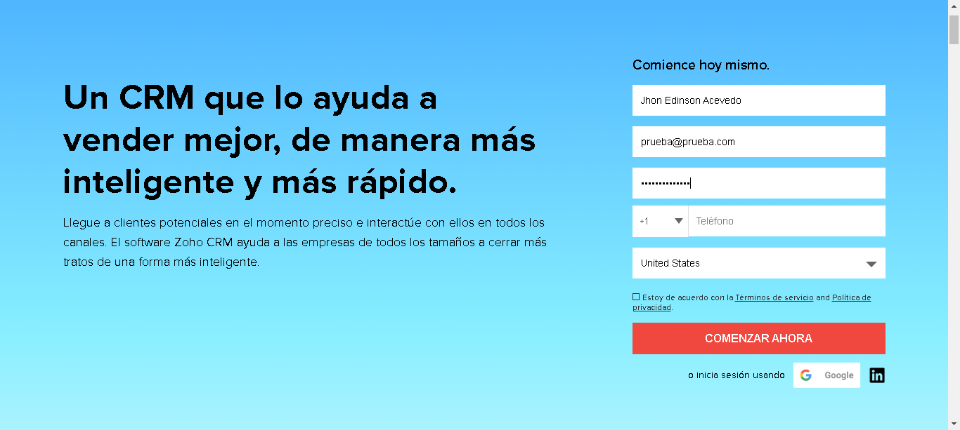 Un CRM que lo ayuda a
vender mejor, de manera más
inteligente y más rápido.
Llegue a clientes potenciales en el momento preciso e interactúe con ellos en todos los
canales. El software Zoho CRM ayuda a las empresas de todos los tamaños a cerrar más
tratos de una forma más inteligente.
Comience hoy mismo.
Jhon Edinson Acevedo
prueba@prueba.com
••••••••••••••
+1 Teléfono
United States
Estoy de acuerdo con la Términos de servicio and Política de
privacidad.
COMENZAR AHORA
o inicia sesión usando Google in